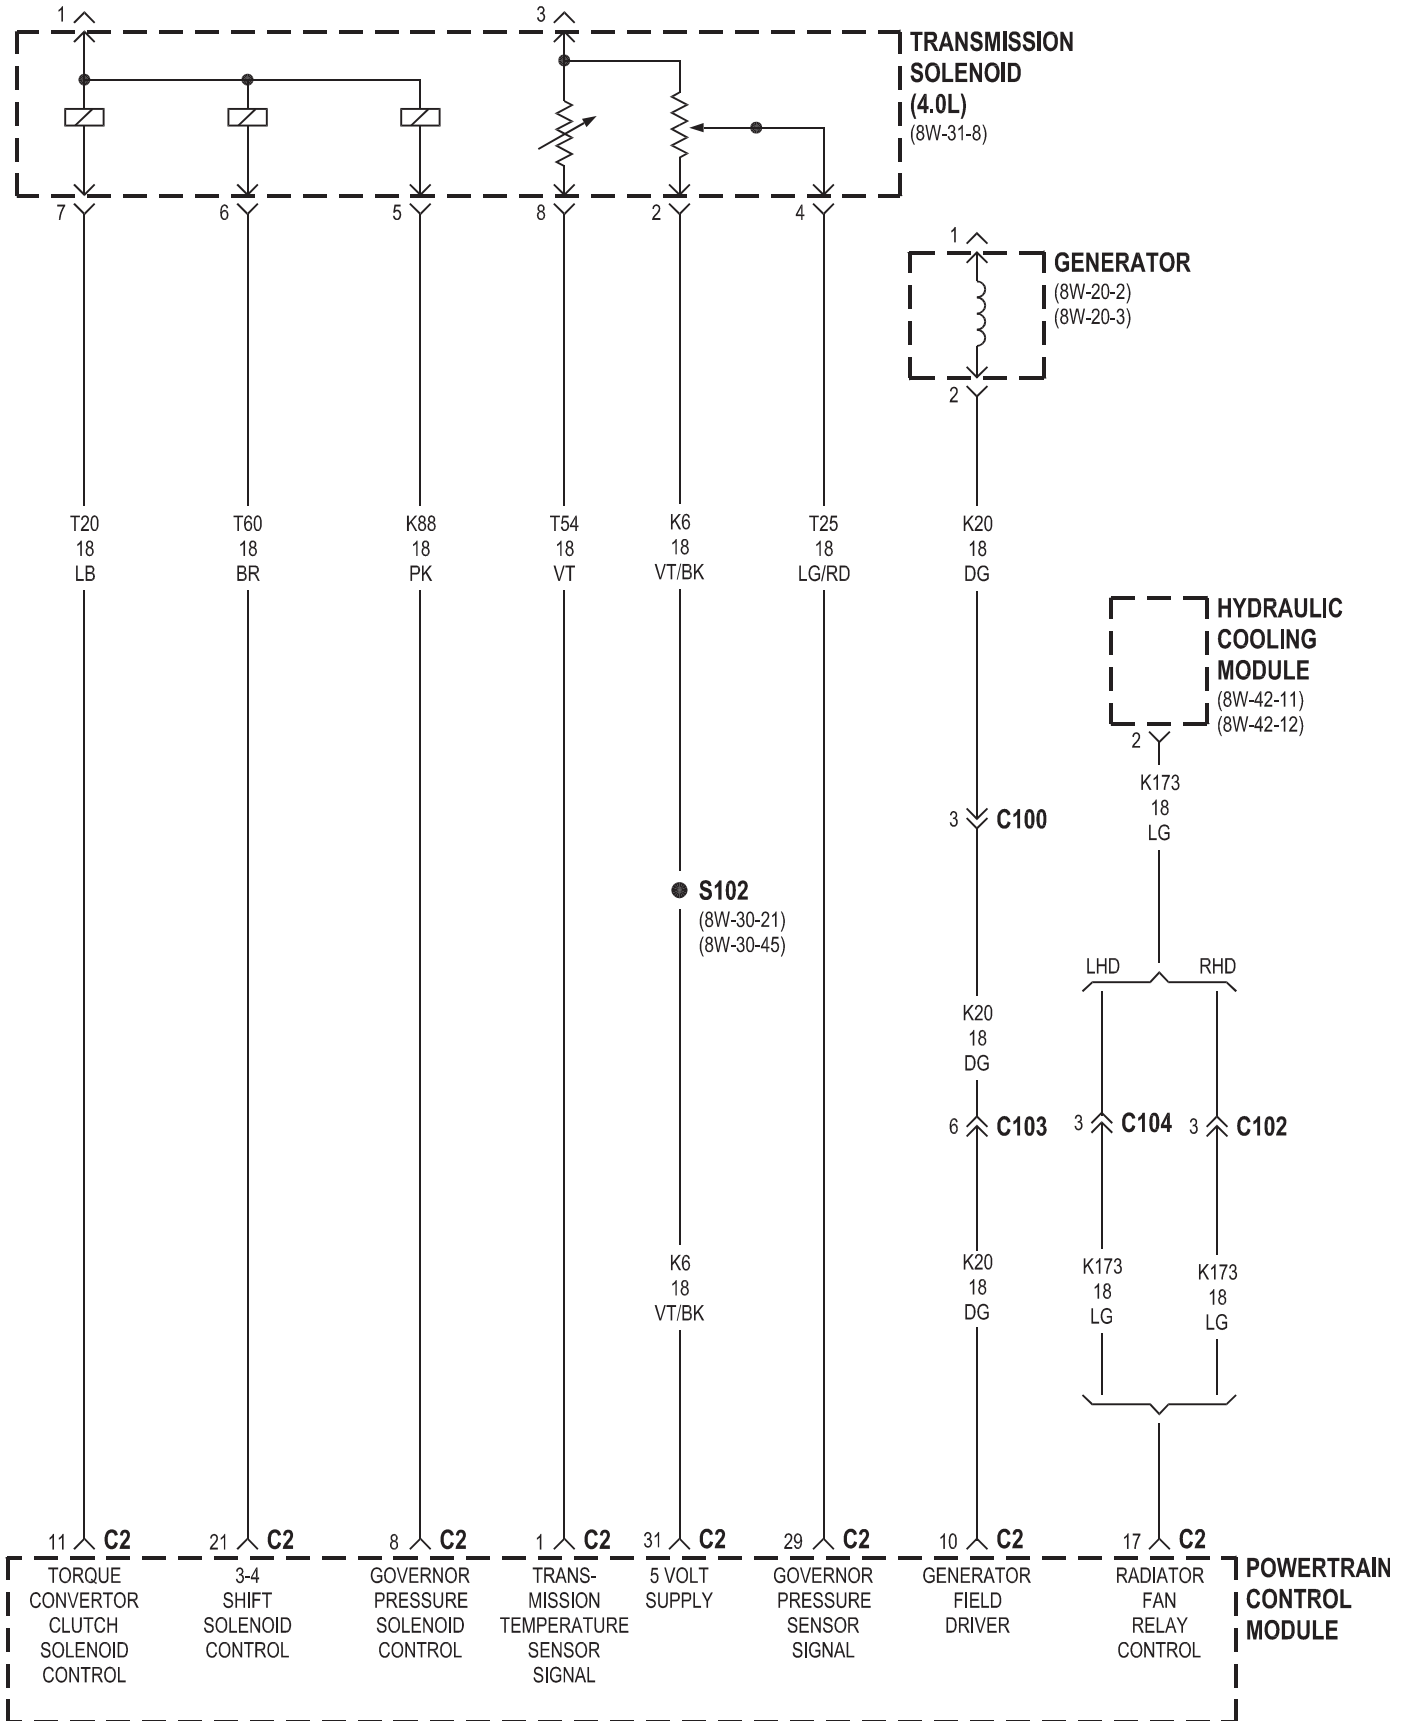 1
3
TRANSMISSION
SOLENOID
(4.0L)
(8W-31-8)
7
6
5
8
2
4
1
GENERATOR
(8W-20-2)
(8W-20-3)
2
T20
18
LB
T60
18
BR
K88
18
PK
T54
18
VT
K6
18
VT/BK
T25
18
LG/RD
K20
18
DG
HYDRAULIC
COOLING
MODULE
(8W-42-11)
(8W-42-12)
2
K173
18
LG
3 C100
S102
(8W-30-21)
(8W-30-45)
LHD
RHD
K20
18
DG
6 C103
3 C104
3 C102
K6
18
VT/BK
K20
18
DG
K173
18
LG
K173
18
LG
11 C2
21 C2
8 C2
1 C2
31 C2
29 C2
10 C2
17 C2
TORQUE
CONVERTOR
CLUTCH
SOLENOID
CONTROL
3-4
SHIFT
SOLENOID
CONTROL
GOVERNOR
PRESSURE
SOLENOID
CONTROL
TRANS-
MISSION
TEMPERATURE
SENSOR
SIGNAL
5 VOLT
SUPPLY
GOVERNOR
PRESSURE
SENSOR
SIGNAL
GENERATOR
FIELD
DRIVER
RADIATOR
FAN
RELAY
CONTROL
POWERTRAIN
CONTROL
MODULE